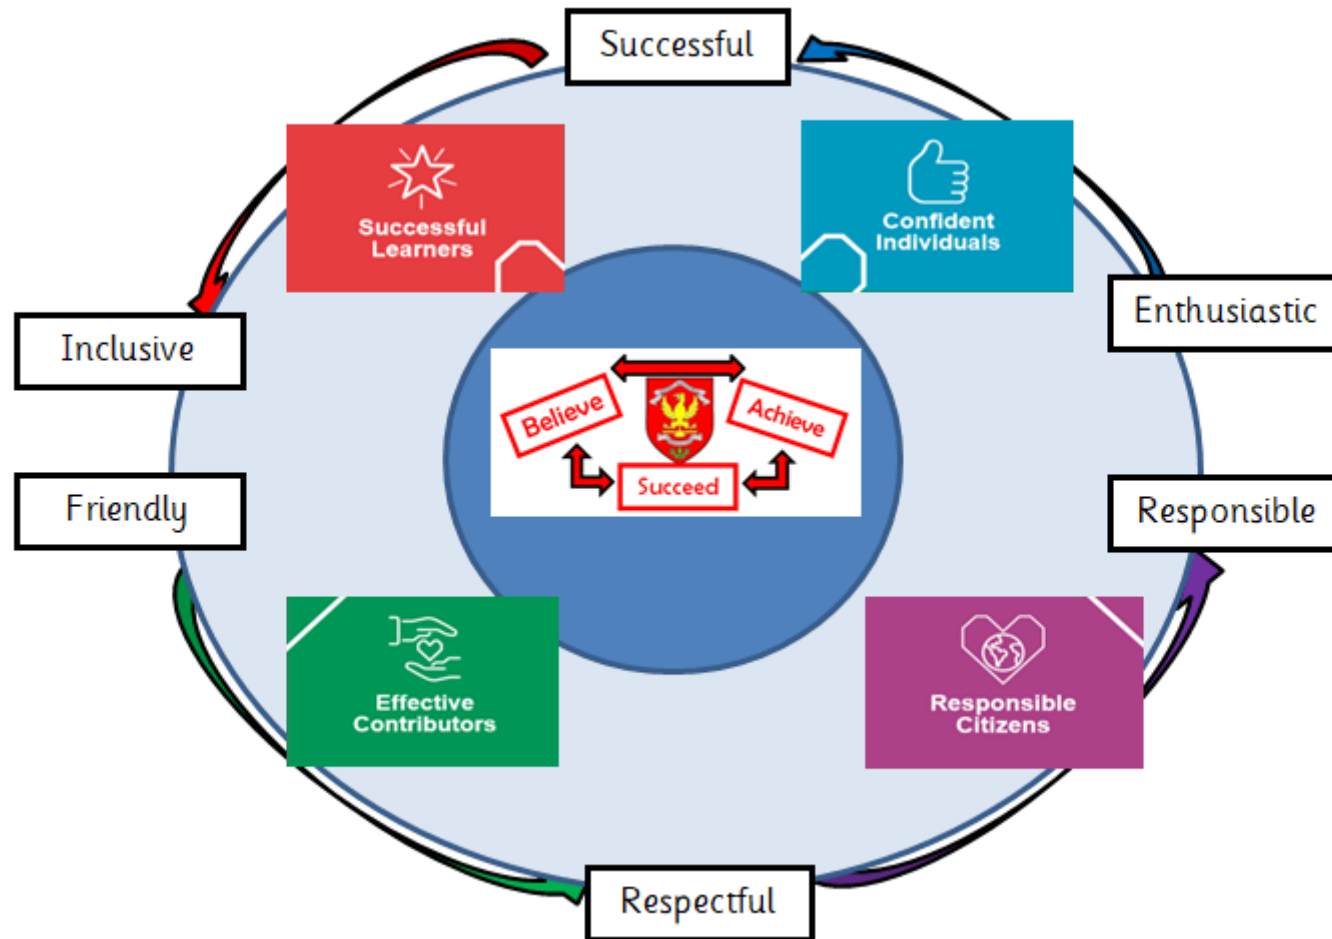 Successful
Successful
Learners
Confident
Individuals
Inclusive
Enthusiastic
Believe
Achieve
Succeed
Friendly
Responsible
Effective
Contributors
Responsible
Citizens
Respectful